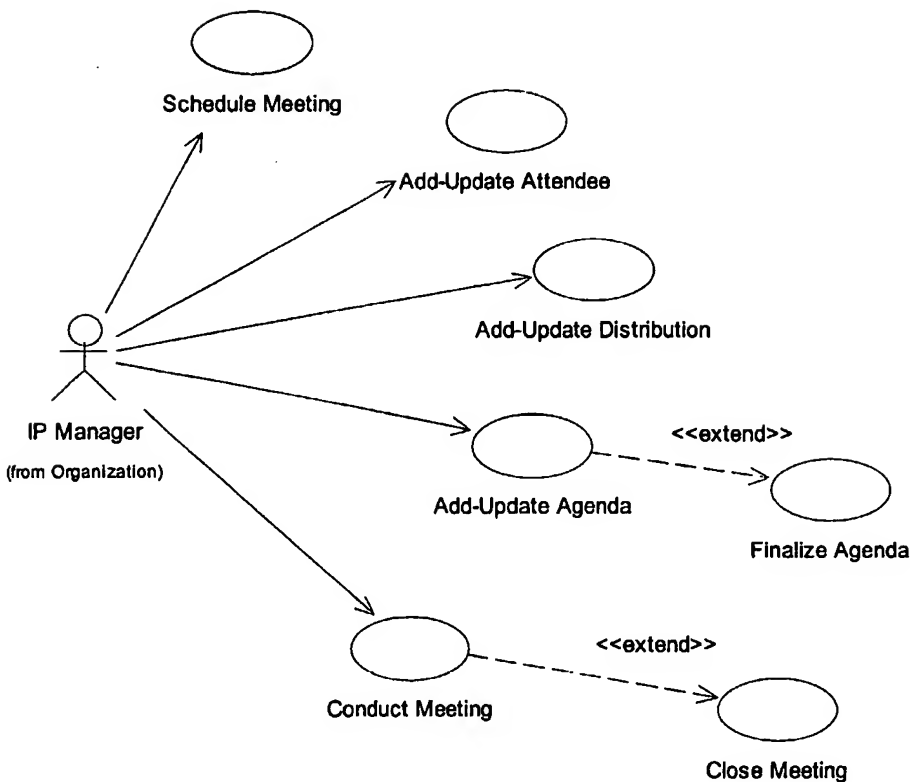 Schedule Meeting
Add-Update Attendee
Add-Update Distribution
IP Manager
(from Organization)
<<extend>>
Add-Update Agenda
Finalize Agenda
<<extend>>
Conduct Meeting
Close Meeting